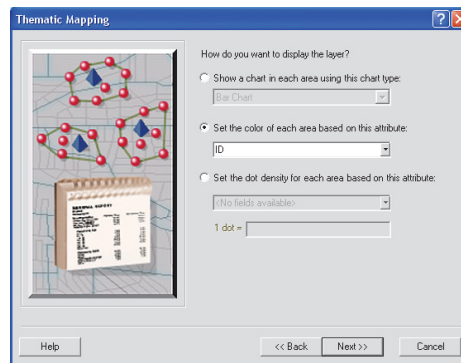 Thematic Mapping
How do you want to display the layer?
Show a chart in each area using this chart type:
Bar Chart
Set the color of each area based on this attribute:
ID
Set the dot density for each area based on this attribute:
<No fields available>
1 dot =
Help
<< Back
Next >>
Cancel